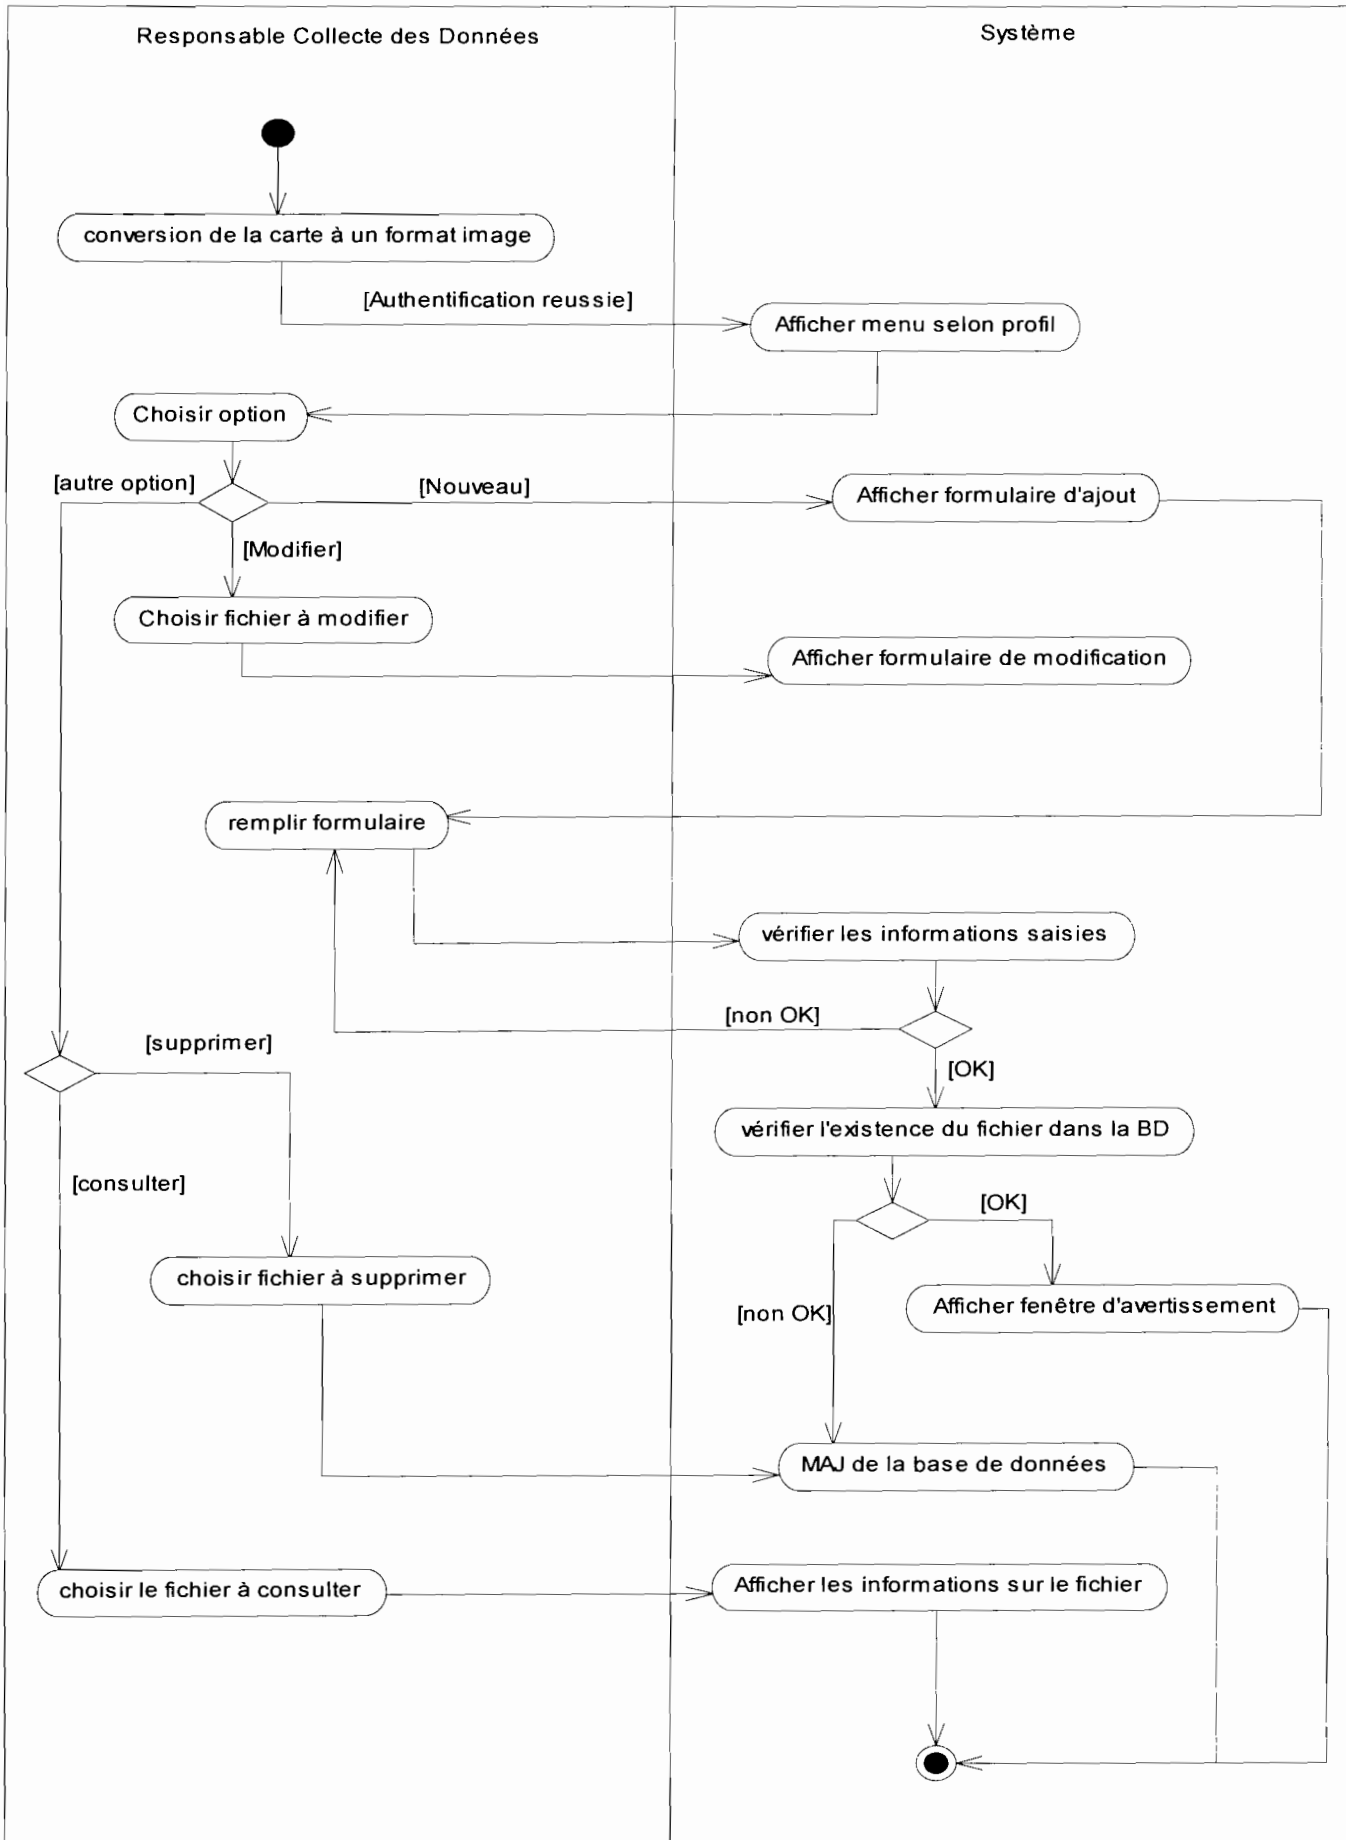 Responsable Collecte des Données
Système
conversion de la carte à un format image
[Authentification reussie]
Afficher menu selon profil
Choisir option
[autre option]
[Nouveau]
Afficher formulaire d'ajout
[Modifier]
Choisir fichier à modifier
Afficher formulaire de modification
remplir formulaire
vérifier les informations saisies
[non OK]
[supprimer]
[OK]
vérifier l'existence du fichier dans la BD
[consulter]
[OK]
choisir fichier à supprimer
Afficher fenêtre d'avertissement
[non OK]
MAJ de la base de données
choisir le fichier à consulter
Afficher les informations sur le fichier